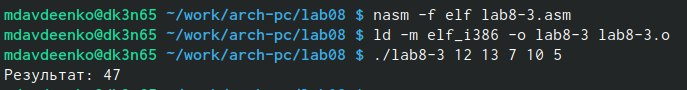 mdavdeenko@dk3n65 ~/work/arch-pc/lab08 $ nasm -f elf lab8-3.asm
mdavdeenko@dk3n65 ~/work/arch-pc/lab08 $ ld -m elf_i386 -o lab8-3 lab8-3.o
mdavdeenko@dk3n65 ~/work/arch-pc/lab08 $ ./lab8-3 12 13 7 10 5
Результат: 47